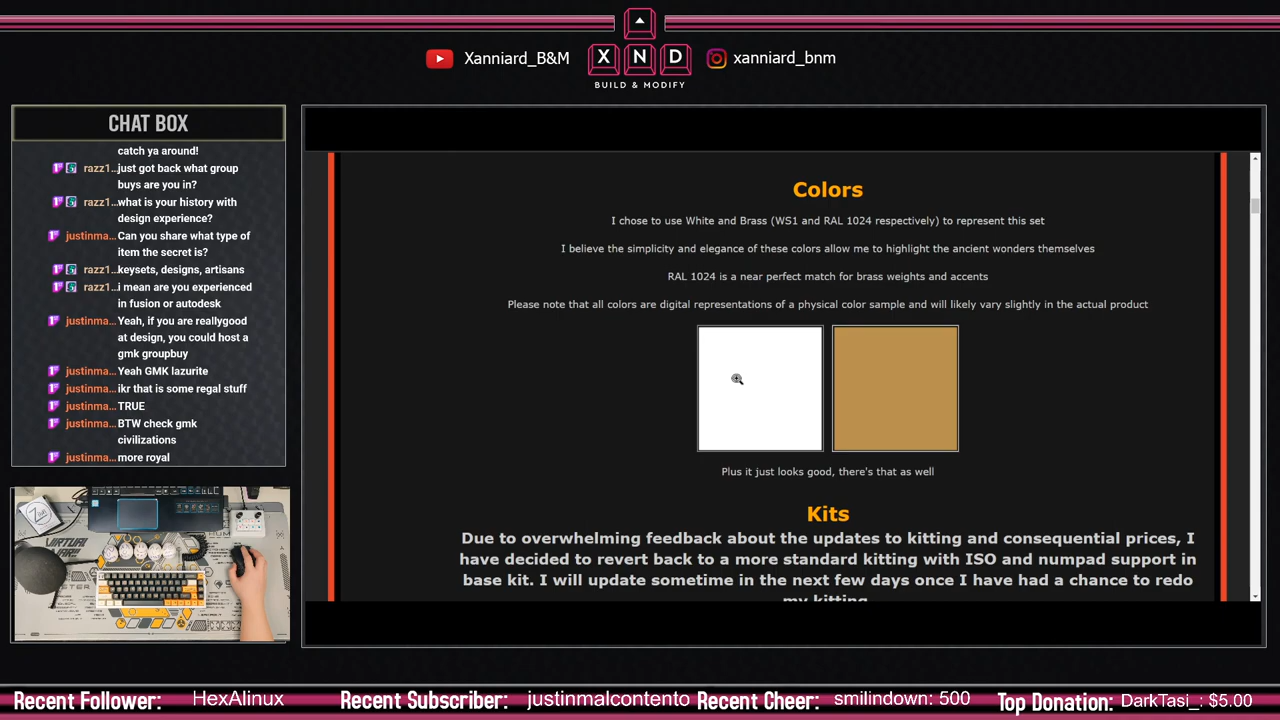 Xanniard_B&M
X N D
BUILD & MODIFY
xanniard_bnm
CHAT BOX
catch ya around!
razz1... just got back what group
buys are you in?
razz1... what is your history with
design experience?
justinma... Can you share what type of
item the secret is?
razz1... keysets, designs, artisans
razz1... i mean are you experienced
in fusion or autodesk
justinma... Yeah, if you are reallygood
at design, you could host a
gmk groupbuy
justinma... Yeah GMK lazurite
justinma... ikr that is some regal stuff
justinma... TRUE
justinma... BTW check gmk
civilizations
justinma... more royal
Colors
I chose to use White and Brass (WS1 and RAL 1024 respectively) to represent this set
I believe the simplicity and elegance of these colors allow me to highlight the ancient wonders themselves
RAL 1024 is a near perfect match for brass weights and accents
Please note that all colors are digital representations of a physical color sample and will likely vary slightly in the actual product
Plus it just looks good, there's that as well
Kits
Due to overwhelming feedback about the updates to kitting and consequential prices, I
have decided to revert back to a more standard kitting with ISO and numpad support in
base kit. I will update sometime in the next few days once I have had a chance to redo
my kitting
Recent Follower: HexAlinux
Recent Subscriber: justinmalcontento
Recent Cheer: smilindown: 500
Top Donation: DarkTasi_: $5.00